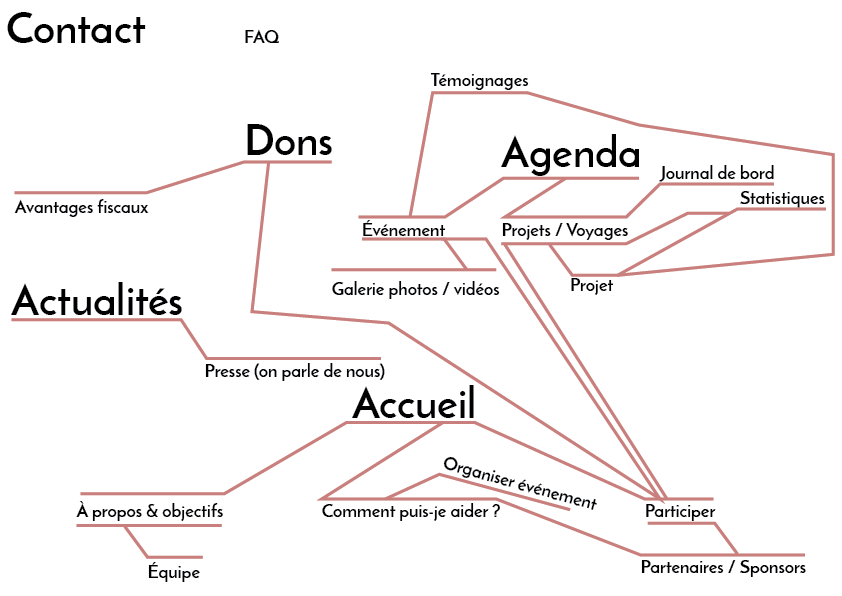 Contact
FAQ
Témoignages
Dons
Agenda
Journal de bord
Statistiques
Avantages fiscaux
Événement
Projets / Voyages
Galerie photos / vidéos
Projet
Actualités
Presse (on parle de nous)
Accueil
Organiser événement
À propos & objectifs
Comment puis-je aider ?
Participer
Équipe
Partenaires / Sponsors